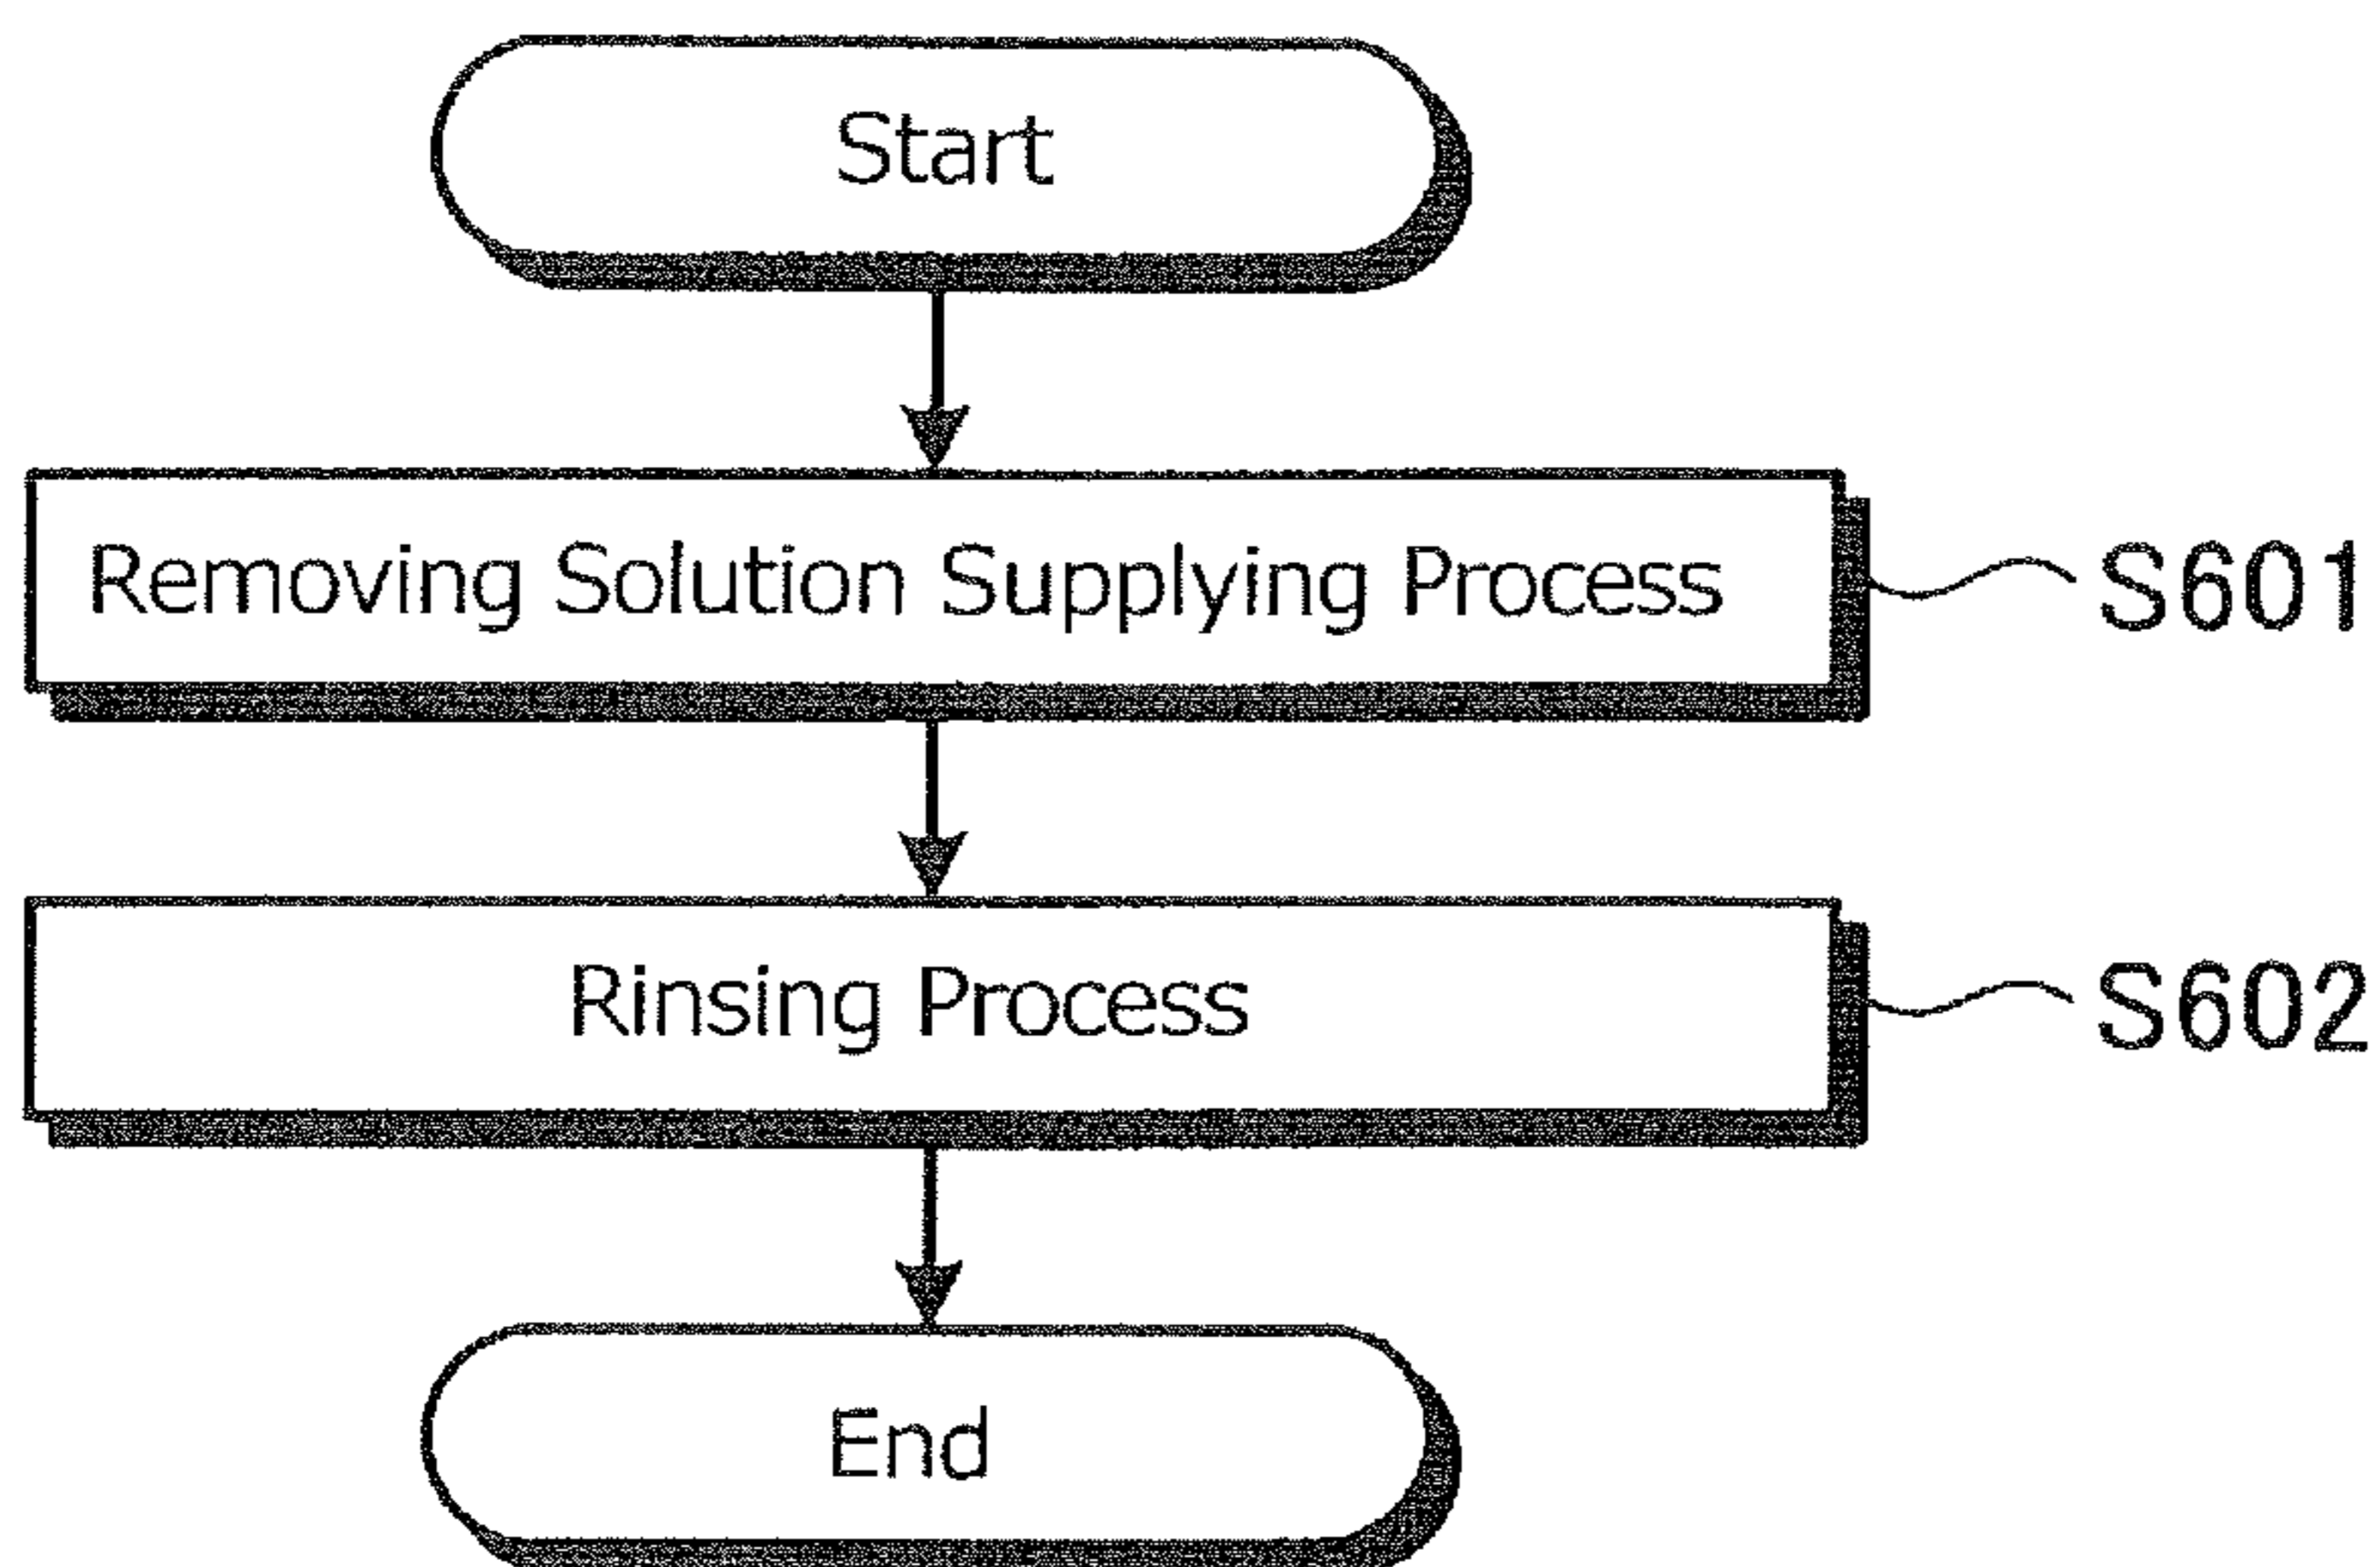 Start
Removing Solution Supplying Process
S601
Rinsing Process
S602
End